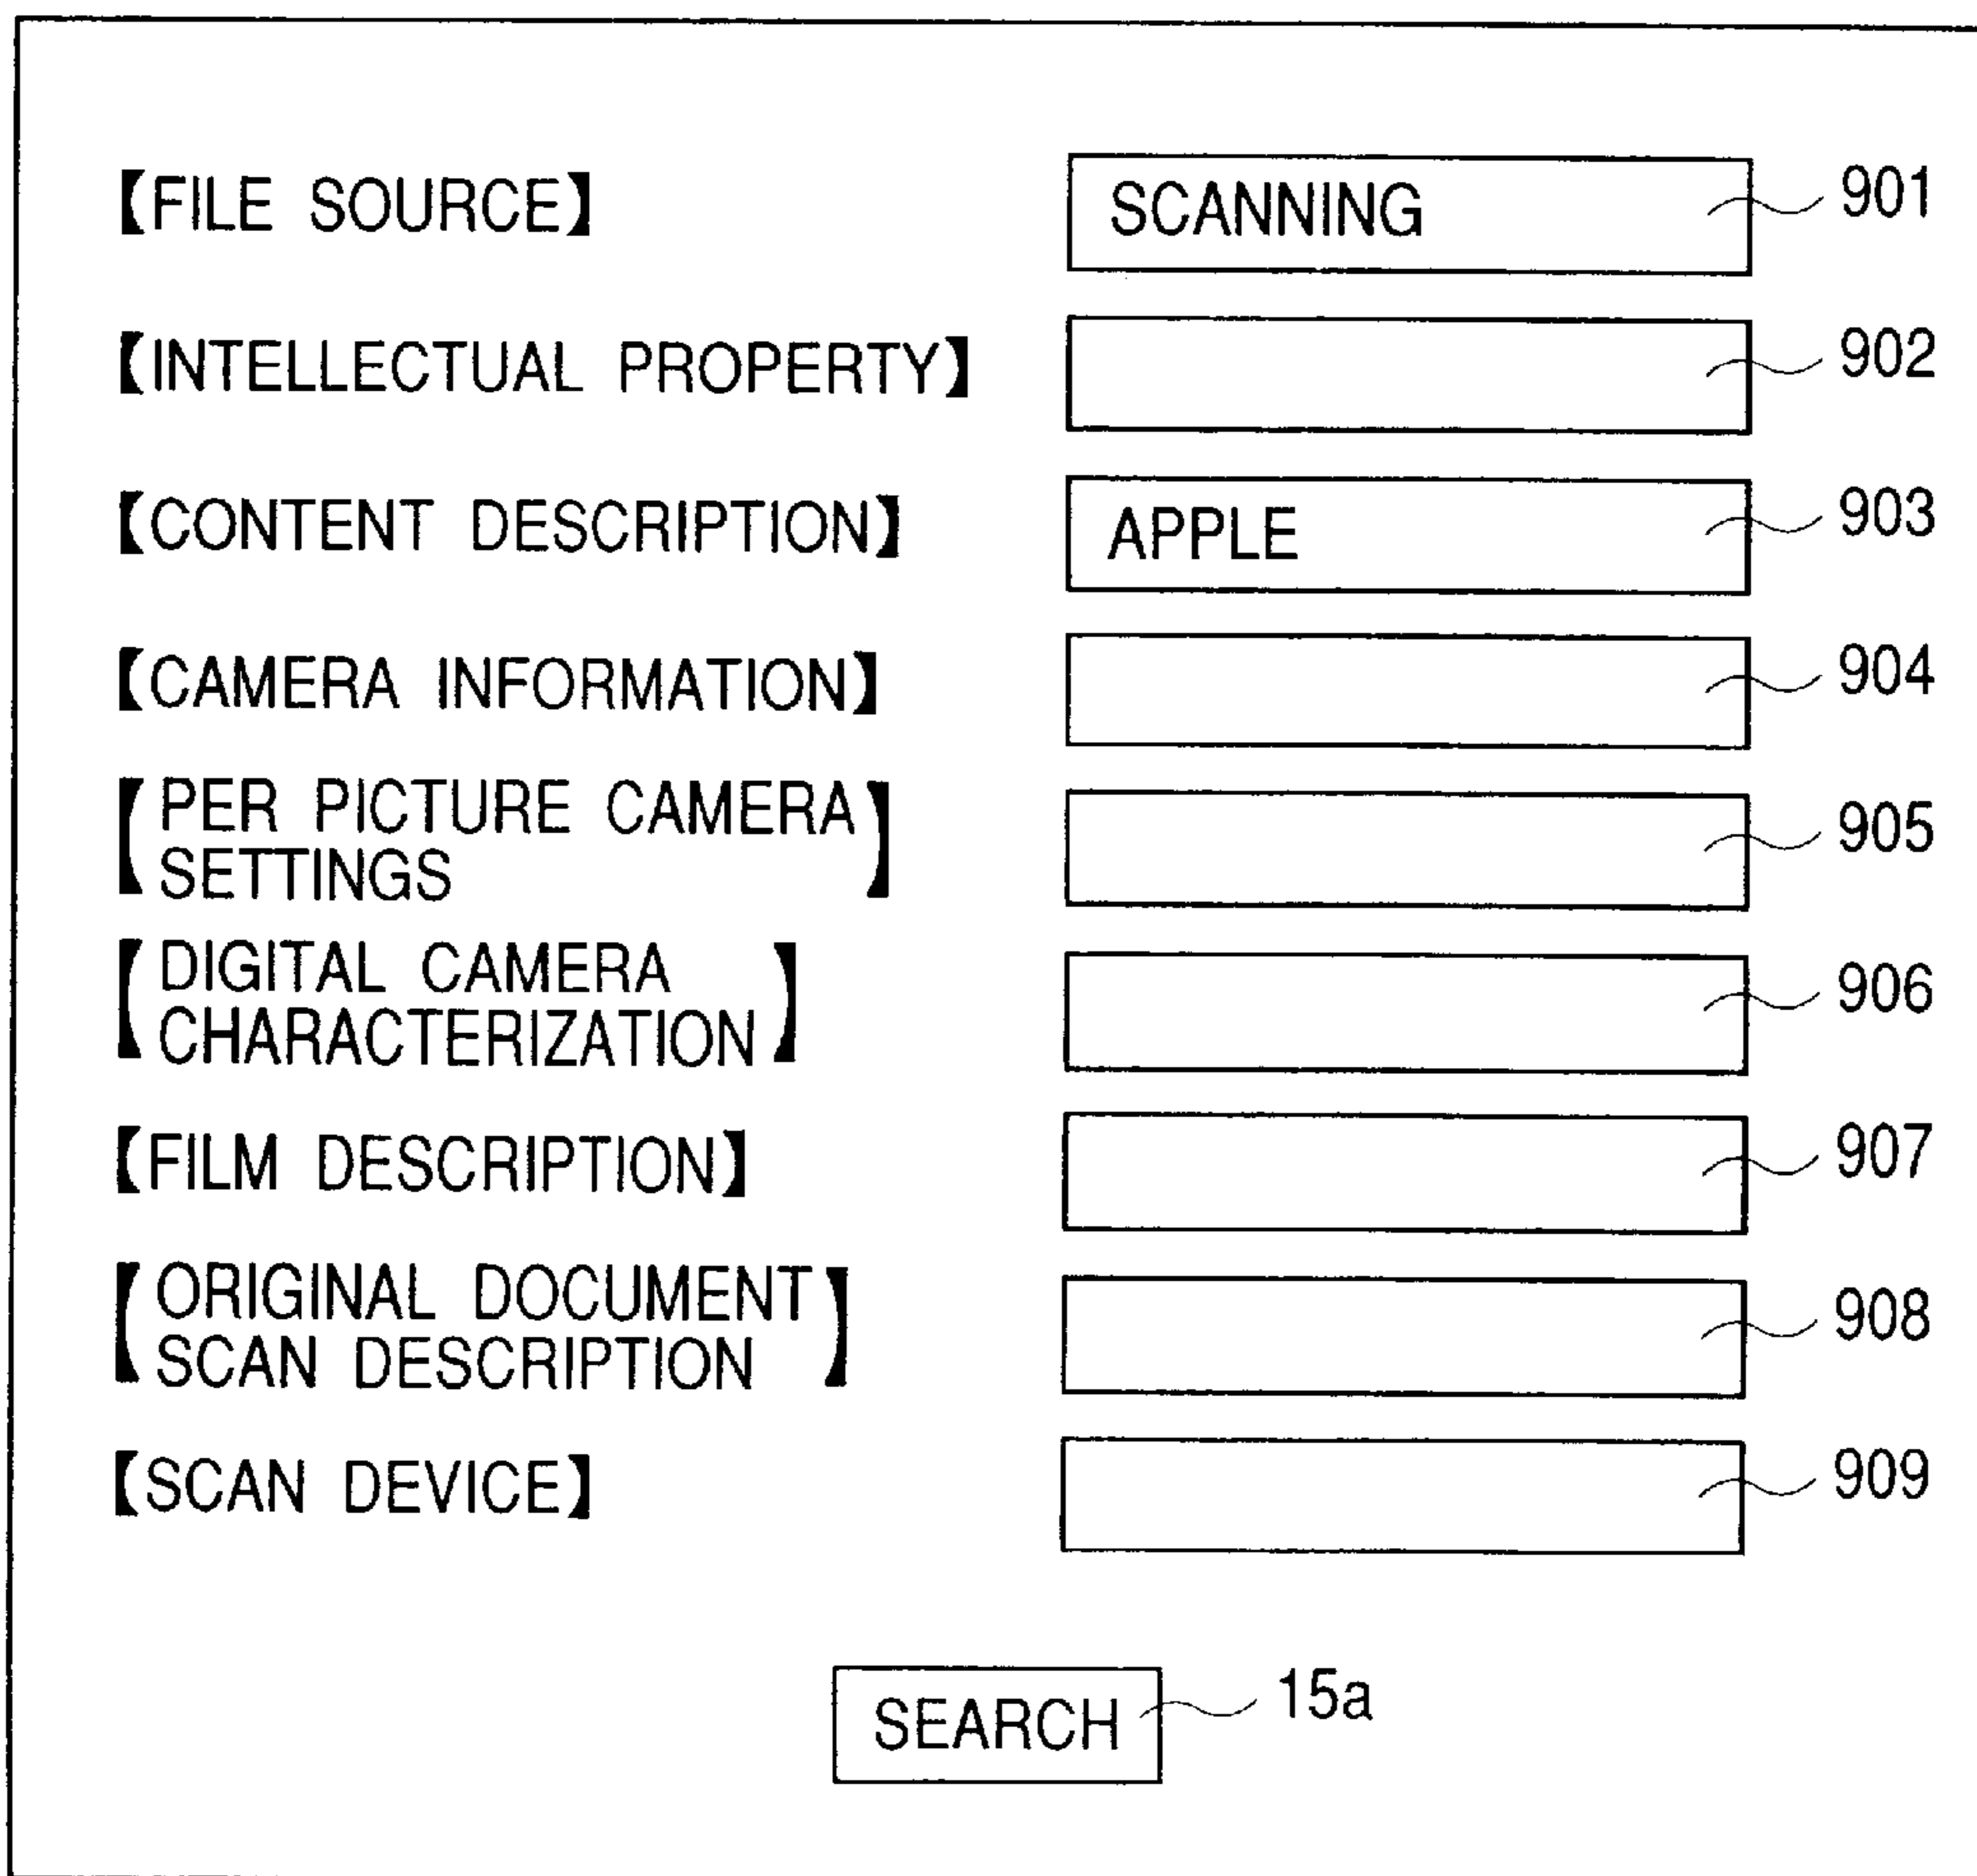 【FILE SOURCE】 SCANNING 901
【INTELLECTUAL PROPERTY】 902
【CONTENT DESCRIPTION】 APPLE 903
【CAMERA INFORMATION】 904
【PER PICTURE CAMERA
SETTINGS】 905
【DIGITAL CAMERA
CHARACTERIZATION】 906
【FILM DESCRIPTION】 907
【ORIGINAL DOCUMENT
SCAN DESCRIPTION】 908
【SCAN DEVICE】 909
SEARCH 15a